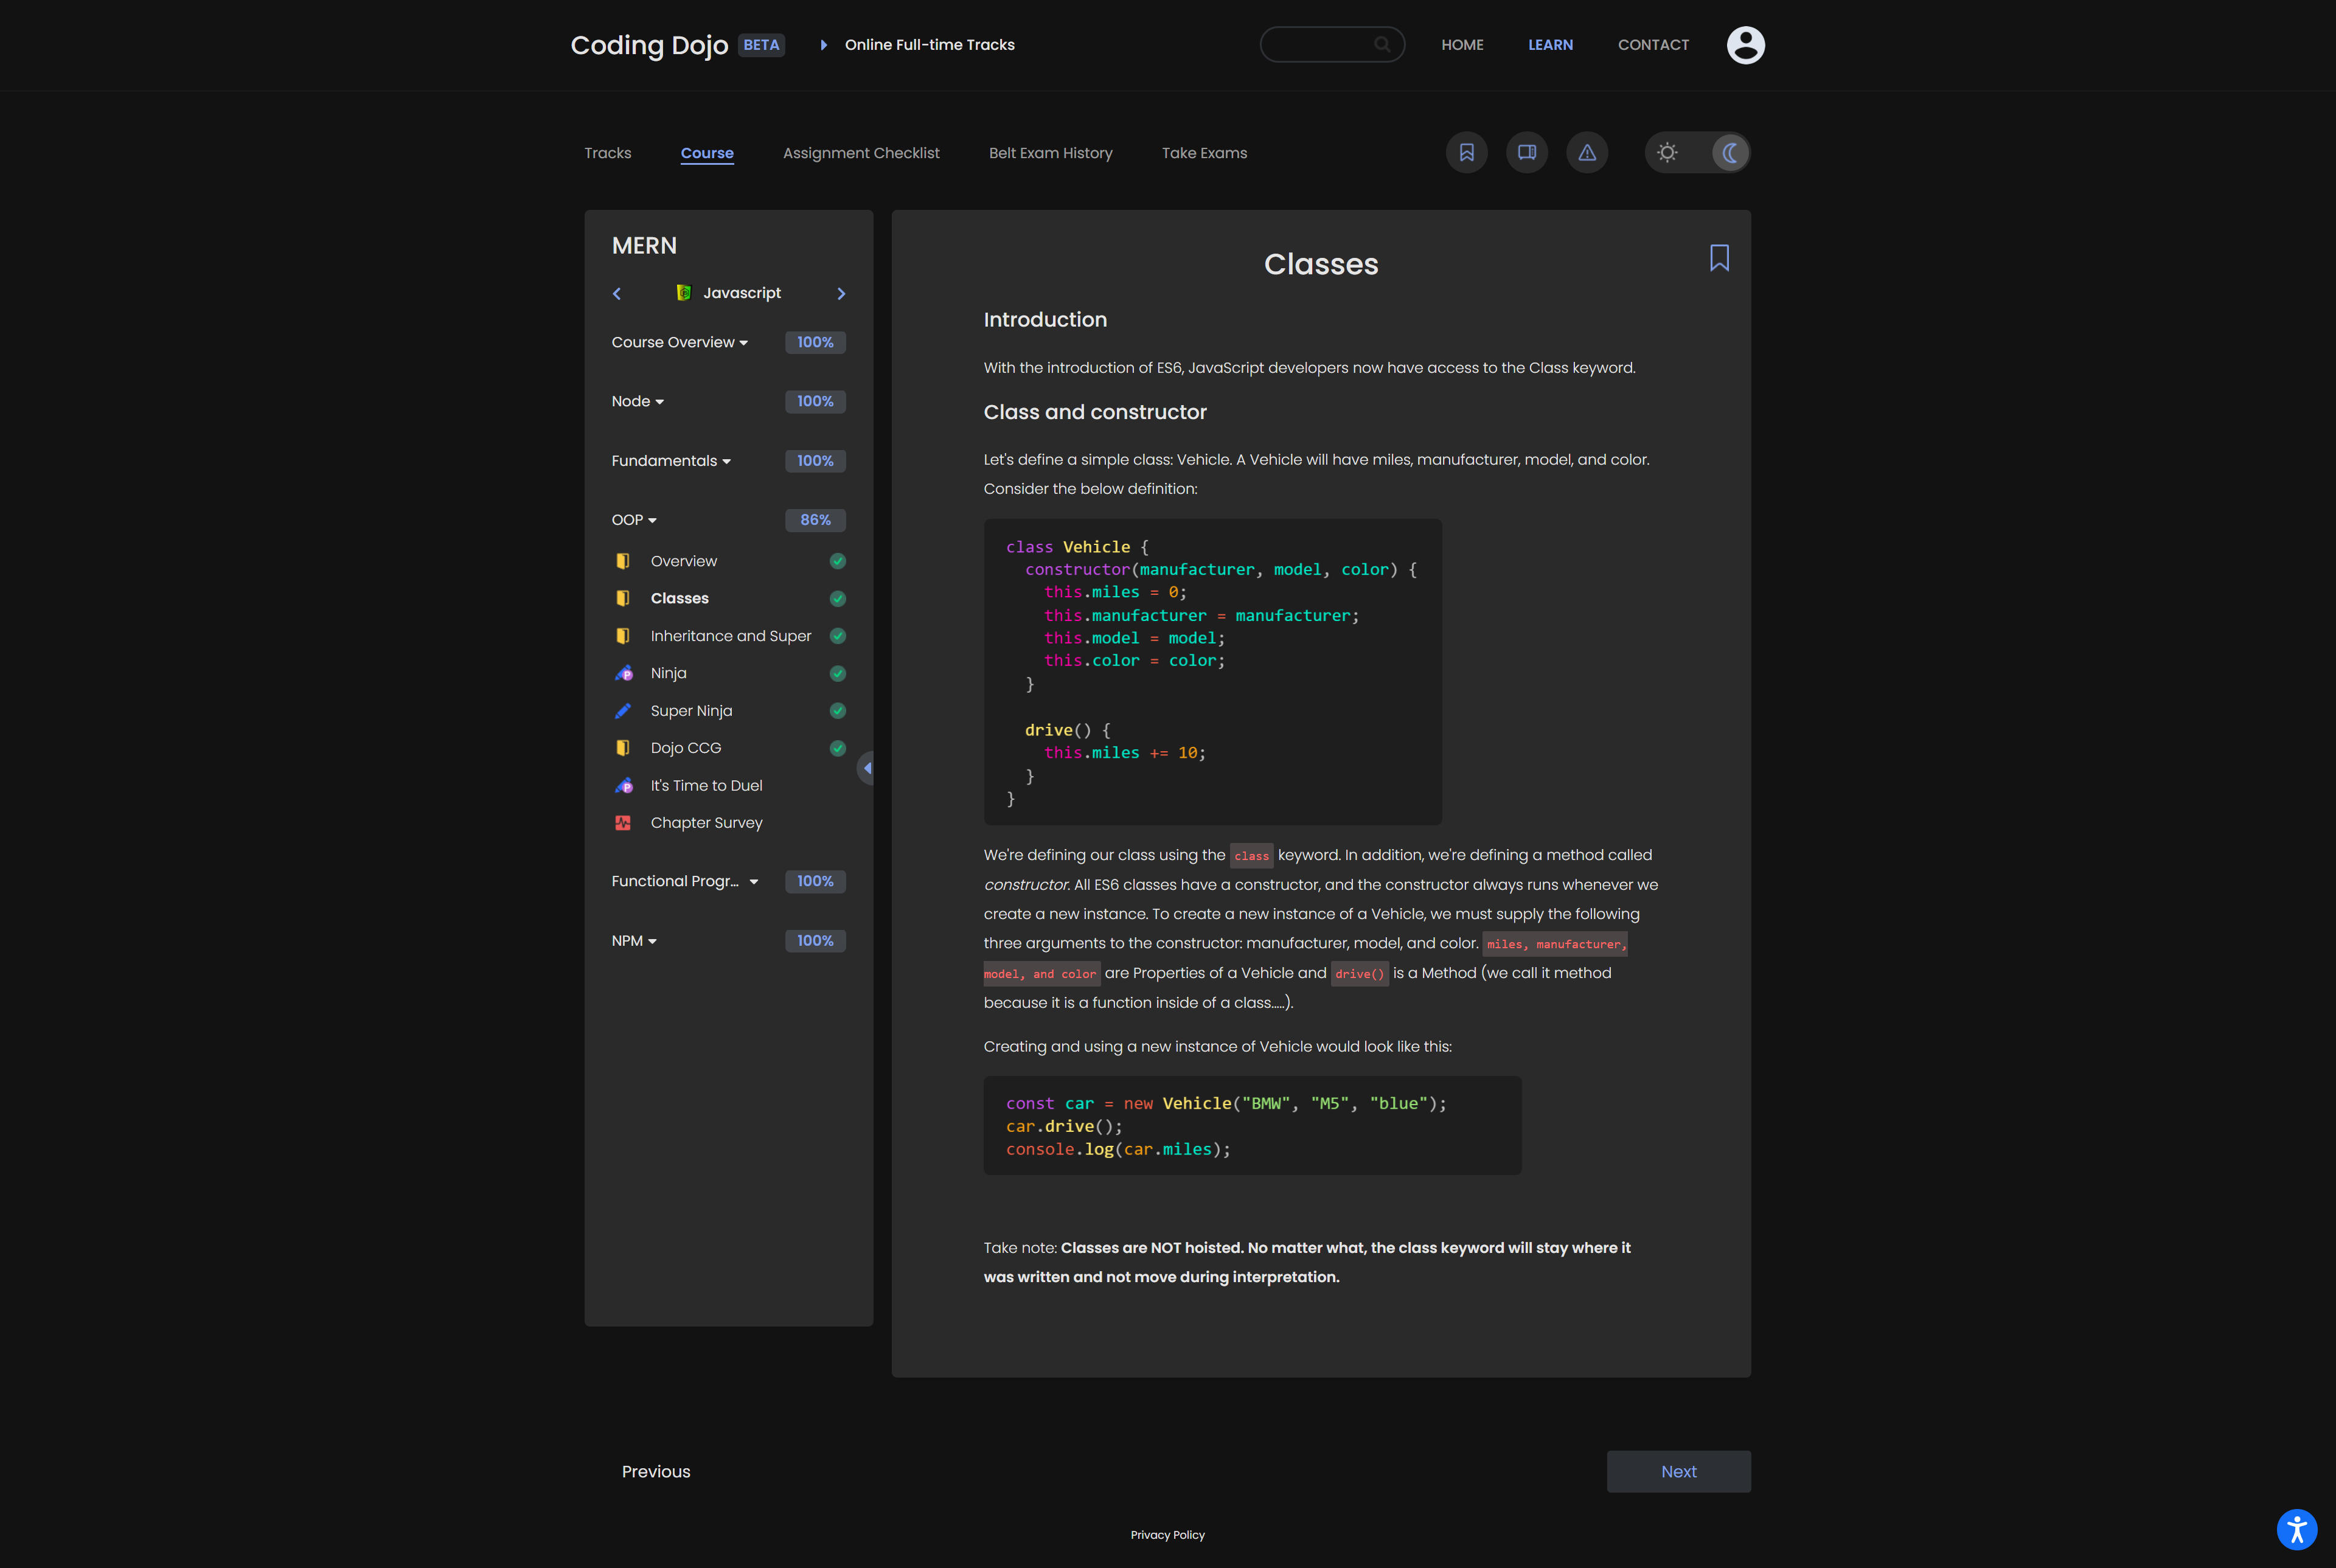 Coding Dojo BETA Online Full-time Tracks HOME LEARN CONTACT
Tracks Course Assignment Checklist Belt Exam History Take Exams
MERN
Javascript
Course Overview 100%
Node 100%
Fundamentals 100%
OOP 86%
Overview
Classes
Inheritance and Super
Ninja
Super Ninja
Dojo CCG
It's Time to Duel
Chapter Survey
Functional Progr... 100%
NPM 100%
Classes
Introduction
With the introduction of ES6, JavaScript developers now have access to the Class keyword.
Class and constructor
Let's define a simple class: Vehicle. A Vehicle will have miles, manufacturer, model, and color.
Consider the below definition:
class Vehicle {
  constructor(manufacturer, model, color) {
    this.miles = 0;
    this.manufacturer = manufacturer;
    this.model = model;
    this.color = color;
  }
  drive() {
    this.miles += 10;
  }
}
We're defining our class using the class keyword. In addition, we're defining a method called
constructor. All ES6 classes have a constructor, and the constructor always runs whenever we
create a new instance. To create a new instance of a Vehicle, we must supply the following
three arguments to the constructor: manufacturer, model, and color. miles, manufacturer,
model, and color are Properties of a Vehicle and drive() is a Method (we call it method
because it is a function inside of a class.....).
Creating and using a new instance of Vehicle would look like this:
const car = new Vehicle("BMW", "M5", "blue");
car.drive();
console.log(car.miles);
Take note: Classes are NOT hoisted. No matter what, the class keyword will stay where it
was written and not move during interpretation.
Previous Next
Privacy Policy